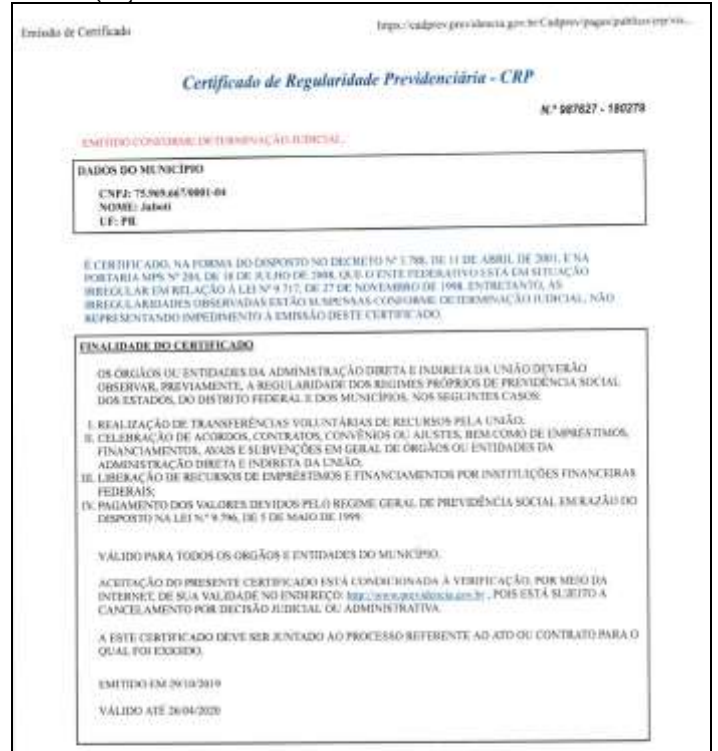 Emissão de Certificado
https://cadprev.previdencia.gov.br/Cadprev/pages/publico/crp/vis...
Certificado de Regularidade Previdenciária - CRP
N.º 987627 - 180278
EMITIDO CONFORME DETERMINAÇÃO JUDICIAL.
DADOS DO MUNICÍPIO
CNPJ: 75.969.667/0001-04
NOME: Jaboti
UF: PR
É CERTIFICADO, NA FORMA DO DISPOSTO NO DECRETO Nº 3.788, DE 11 DE ABRIL DE 2001, E NA
PORTARIA MPS Nº 204, DE 10 DE JULHO DE 2008, QUE O ENTE FEDERATIVO ESTÁ EM SITUAÇÃO
IRREGULAR EM RELAÇÃO À LEI Nº 9.717, DE 27 DE NOVEMBRO DE 1998. ENTRETANTO, AS
IRREGULARIDADES OBSERVADAS ESTÃO SUSPENSAS CONFORME DETERMINAÇÃO JUDICIAL, NÃO
REPRESENTANDO IMPEDIMENTO À EMISSÃO DESTE CERTIFICADO.
FINALIDADE DO CERTIFICADO
OS ÓRGÃOS OU ENTIDADES DA ADMINISTRAÇÃO DIRETA E INDIRETA DA UNIÃO DEVERÃO
OBSERVAR, PREVIAMENTE, A REGULARIDADE DOS REGIMES PRÓPRIOS DE PREVIDÊNCIA SOCIAL
DOS ESTADOS, DO DISTRITO FEDERAL E DOS MUNICÍPIOS, NOS SEGUINTES CASOS:
I. REALIZAÇÃO DE TRANSFERÊNCIAS VOLUNTÁRIAS DE RECURSOS PELA UNIÃO;
II. CELEBRAÇÃO DE ACORDOS, CONTRATOS, CONVÊNIOS OU AJUSTES, BEM COMO DE EMPRÉSTIMOS,
FINANCIAMENTOS, AVAIS E SUBVENÇÕES EM GERAL DE ÓRGÃOS OU ENTIDADES DA
ADMINISTRAÇÃO DIRETA E INDIRETA DA UNIÃO;
III. LIBERAÇÃO DE RECURSOS DE EMPRÉSTIMOS E FINANCIAMENTOS POR INSTITUIÇÕES FINANCEIRAS
FEDERAIS;
IV. PAGAMENTO DOS VALORES DEVIDOS PELO REGIME GERAL DE PREVIDÊNCIA SOCIAL EM RAZÃO DO
DISPOSTO NA LEI N.º 9.796, DE 5 DE MAIO DE 1999.
VÁLIDO PARA TODOS OS ÓRGÃOS E ENTIDADES DO MUNICÍPIO.
ACEITAÇÃO DO PRESENTE CERTIFICADO ESTÁ CONDICIONADA À VERIFICAÇÃO, POR MEIO DA
INTERNET, DE SUA VALIDADE NO ENDEREÇO: http://www.previdencia.gov.br , POIS ESTÁ SUJEITO A
CANCELAMENTO POR DECISÃO JUDICIAL OU ADMINISTRATIVA.
A ESTE CERTIFICADO DEVE SER JUNTADO AO PROCESSO REFERENTE AO ATO OU CONTRATO PARA O
QUAL FOI EXIGIDO.
EMITIDO EM 29/10/2019
VÁLIDO ATÉ 26/04/2020